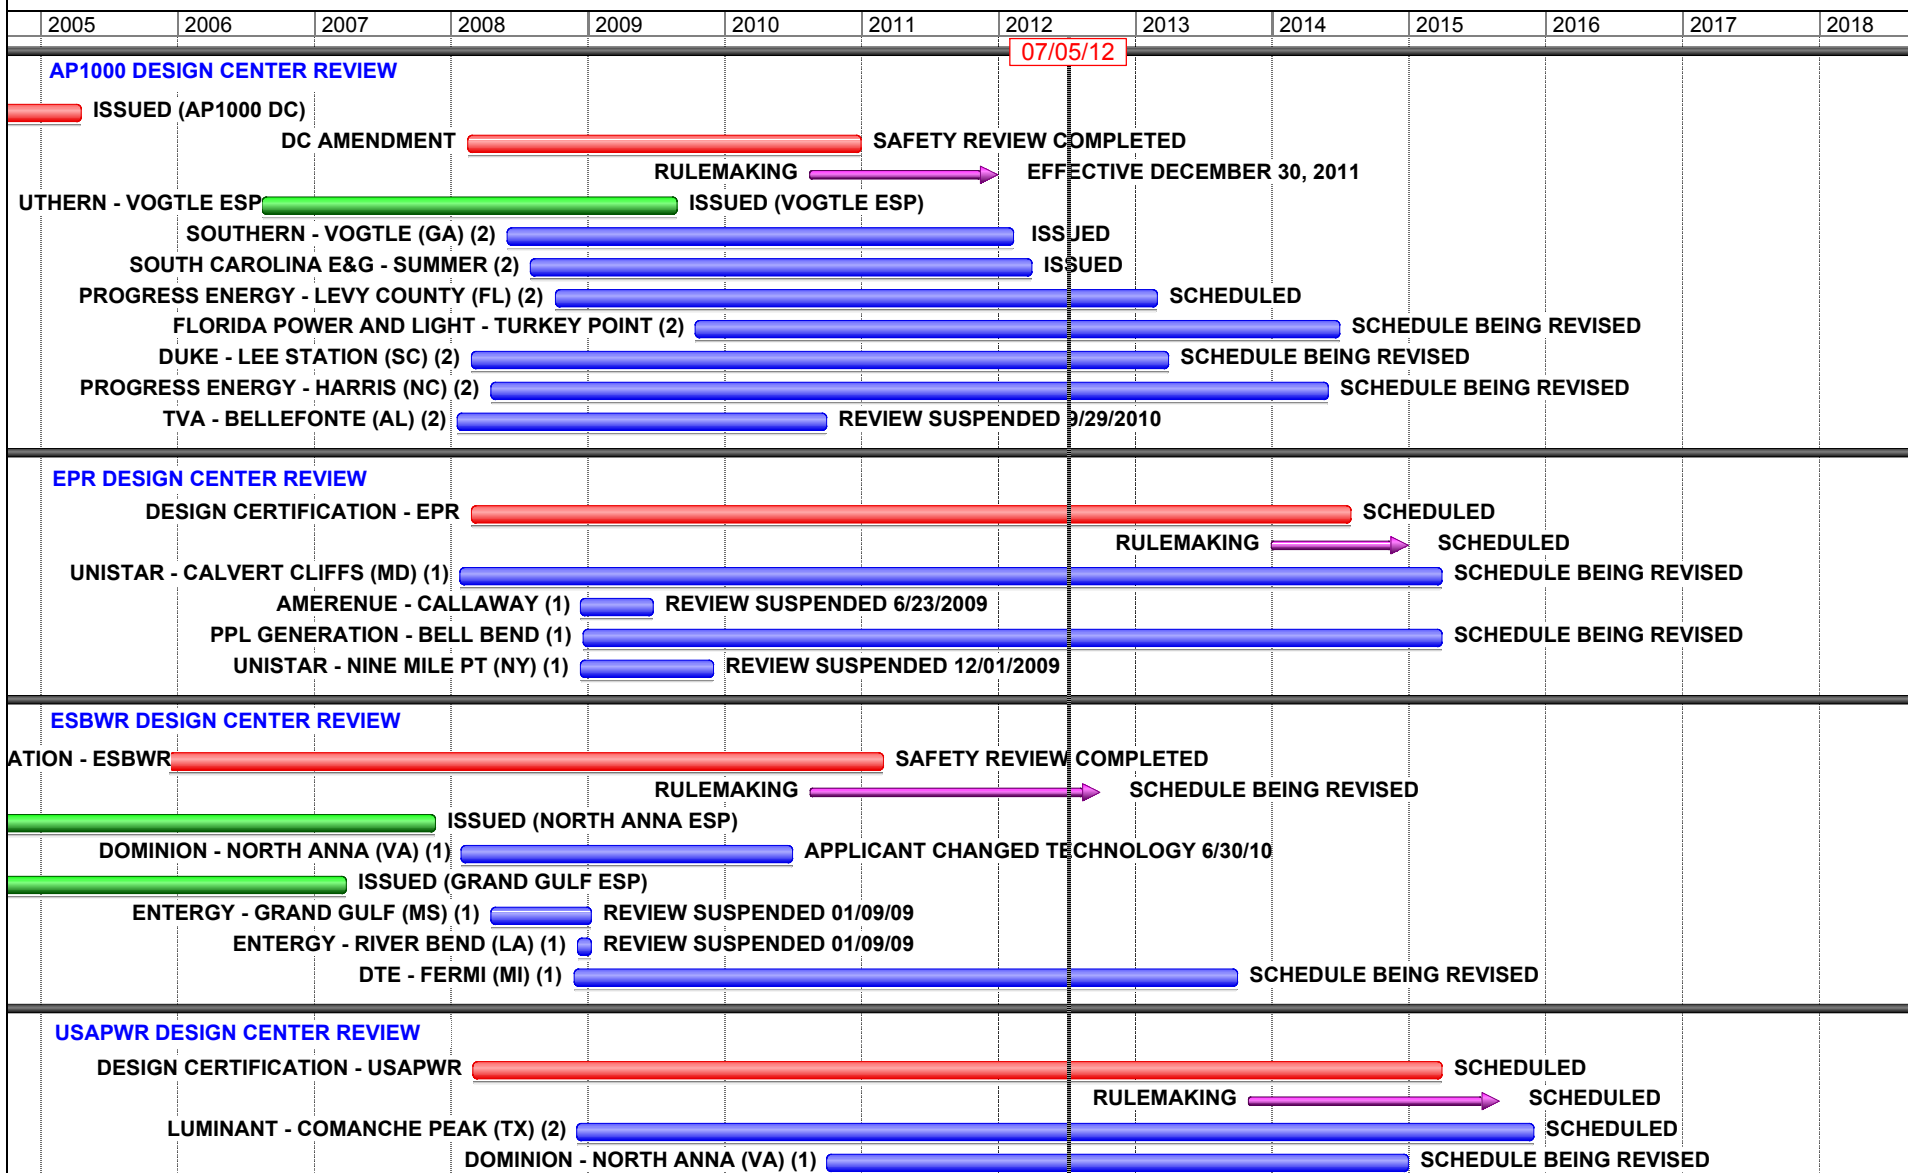 2005 2006 2007 2008 2009 2010 2011 2012 2013 2014 2015 2016 2017 2018
07/05/12
AP1000 DESIGN CENTER REVIEW
ISSUED (AP1000 DC)
DC AMENDMENT SAFETY REVIEW COMPLETED
RULEMAKING EFFECTIVE DECEMBER 30, 2011
UTHERN - VOGTLE ESP ISSUED (VOGTLE ESP)
SOUTHERN - VOGTLE (GA) (2) ISSUED
SOUTH CAROLINA E&G - SUMMER (2) ISSUED
PROGRESS ENERGY - LEVY COUNTY (FL) (2) SCHEDULED
FLORIDA POWER AND LIGHT - TURKEY POINT (2) SCHEDULE BEING REVISED
DUKE - LEE STATION (SC) (2) SCHEDULE BEING REVISED
PROGRESS ENERGY - HARRIS (NC) (2) SCHEDULE BEING REVISED
TVA - BELLEFONTE (AL) (2) REVIEW SUSPENDED 9/29/2010
EPR DESIGN CENTER REVIEW
DESIGN CERTIFICATION - EPR SCHEDULED
RULEMAKING SCHEDULED
UNISTAR - CALVERT CLIFFS (MD) (1) SCHEDULE BEING REVISED
AMERENUE - CALLAWAY (1) REVIEW SUSPENDED 6/23/2009
PPL GENERATION - BELL BEND (1) SCHEDULE BEING REVISED
UNISTAR - NINE MILE PT (NY) (1) REVIEW SUSPENDED 12/01/2009
ESBWR DESIGN CENTER REVIEW
ATION - ESBWR SAFETY REVIEW COMPLETED
RULEMAKING SCHEDULE BEING REVISED
ISSUED (NORTH ANNA ESP)
DOMINION - NORTH ANNA (VA) (1) APPLICANT CHANGED TECHNOLOGY 6/30/10
ISSUED (GRAND GULF ESP)
ENTERGY - GRAND GULF (MS) (1) REVIEW SUSPENDED 01/09/09
ENTERGY - RIVER BEND (LA) (1) REVIEW SUSPENDED 01/09/09
DTE - FERMI (MI) (1) SCHEDULE BEING REVISED
USAPWR DESIGN CENTER REVIEW
DESIGN CERTIFICATION - USAPWR SCHEDULED
RULEMAKING SCHEDULED
LUMINANT - COMANCHE PEAK (TX) (2) SCHEDULED
DOMINION - NORTH ANNA (VA) (1) SCHEDULE BEING REVISED